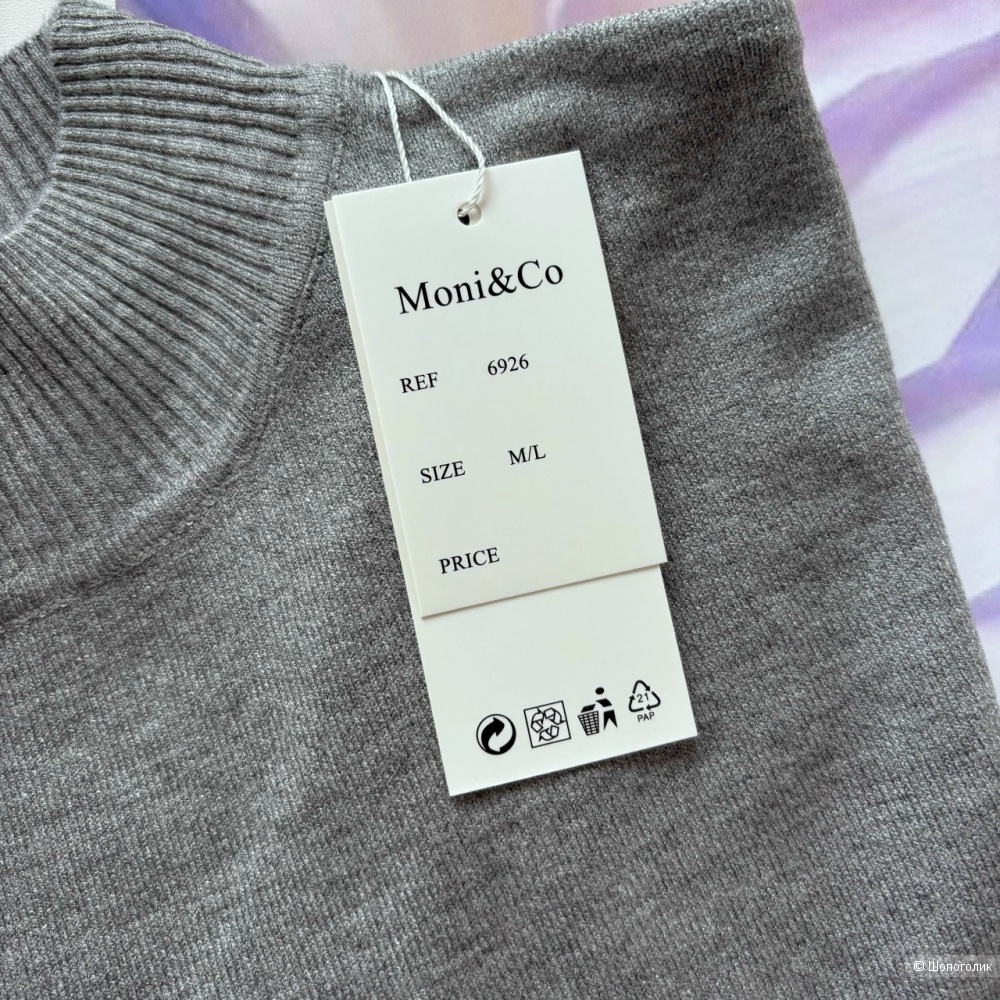 Moni&Co
REF 6926
SIZE M/L
PRICE
21
PAP
© Шопоголик